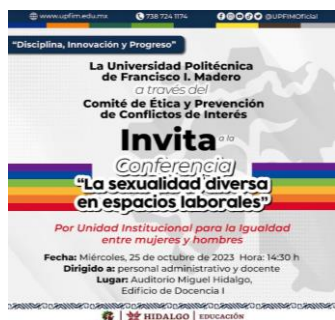 www.upfim.edu.mx 738 724 1174 @UPFIMOficial
"Disciplina, Innovación y Progreso"
La Universidad Politécnica
de Francisco I. Madero
a través del
Comité de Ética y Prevención
de Conflictos de Interés
Invita a la
Conferencia
"La sexualidad diversa
en espacios laborales"
Por Unidad Institucional para la Igualdad
entre mujeres y hombres
Fecha: Miércoles, 25 de octubre de 2023 Hora: 14:30 h
Dirigido a: personal administrativo y docente
Lugar: Auditorio Miguel Hidalgo,
Edificio de Docencia I
HIDALGO EDUCACIÓN